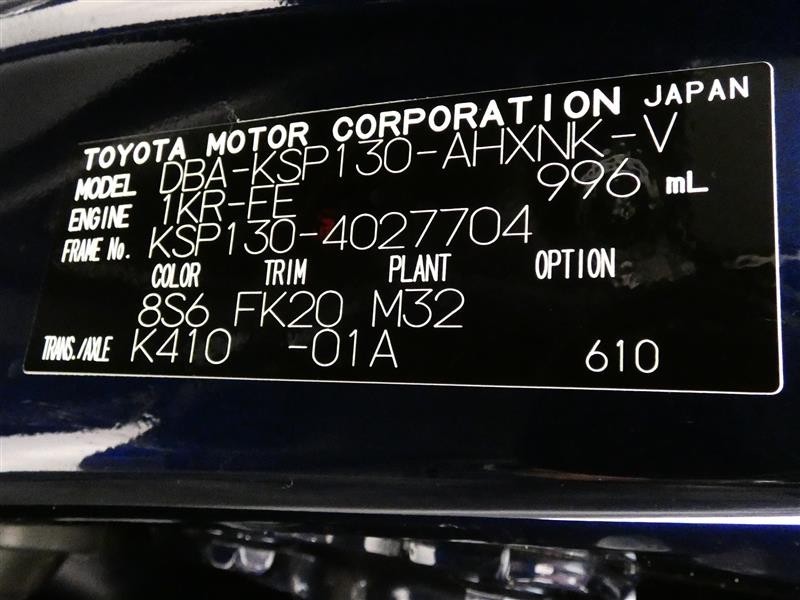 TOYOTA MOTOR CORPORATION JAPAN
MODEL DBA-KSP130-AHXNK-V
ENGINE 1KR-FE 996 mL
FRAME No. KSP130-4027704
COLOR TRIM PLANT OPTION
8S6 FK20 M32
TRANS./AXLE K410 -01A 610